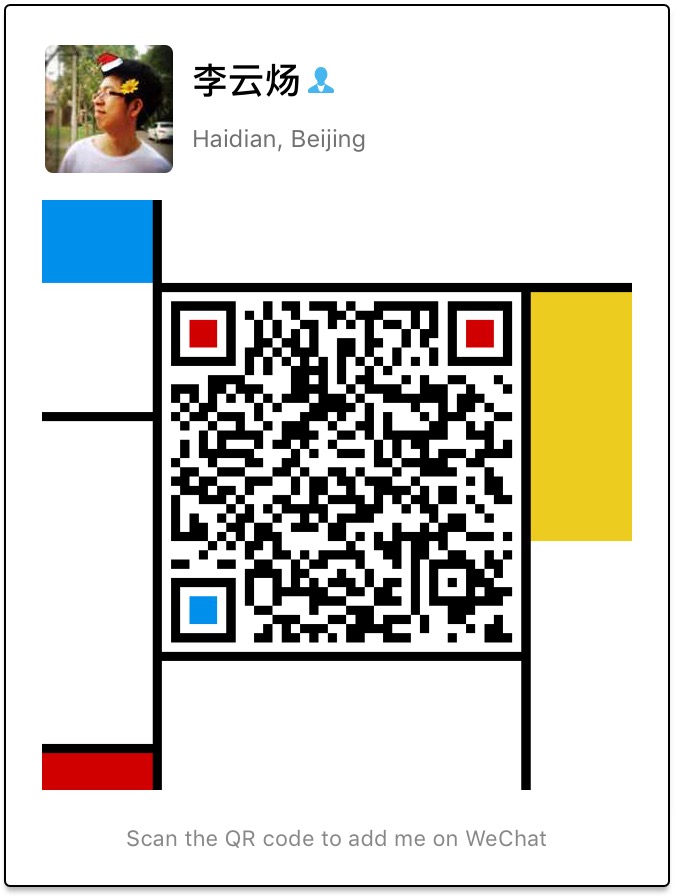 李云炀
Haidian, Beijing
Scan the QR code to add me on WeChat